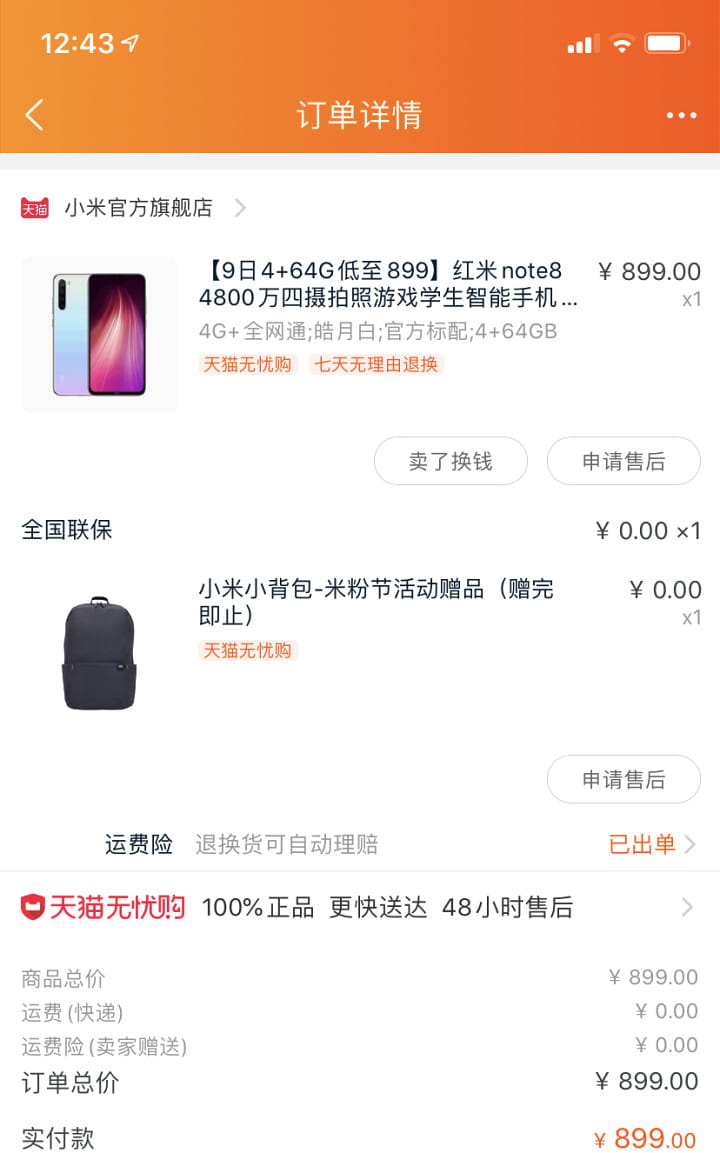 12:43
订单详情
天猫 小米官方旗舰店
【9日4+64G低至899】红米note8 ¥ 899.00
4800万四摄拍照游戏学生智能手机... x1
4G+全网通;皓月白;官方标配;4+64GB
天猫无忧购 七天无理由退换
卖了换钱 申请售后
全国联保 ¥ 0.00 ×1
小米小背包-米粉节活动赠品（赠完 ¥ 0.00
即止） x1
天猫无忧购
申请售后
运费险 退换货可自动理赔 已出单
天猫无忧购 100%正品 更快送达 48小时售后
商品总价 ¥ 899.00
运费(快递) ¥ 0.00
运费险(卖家赠送) ¥ 0.00
订单总价 ¥ 899.00
实付款 ¥ 899.00